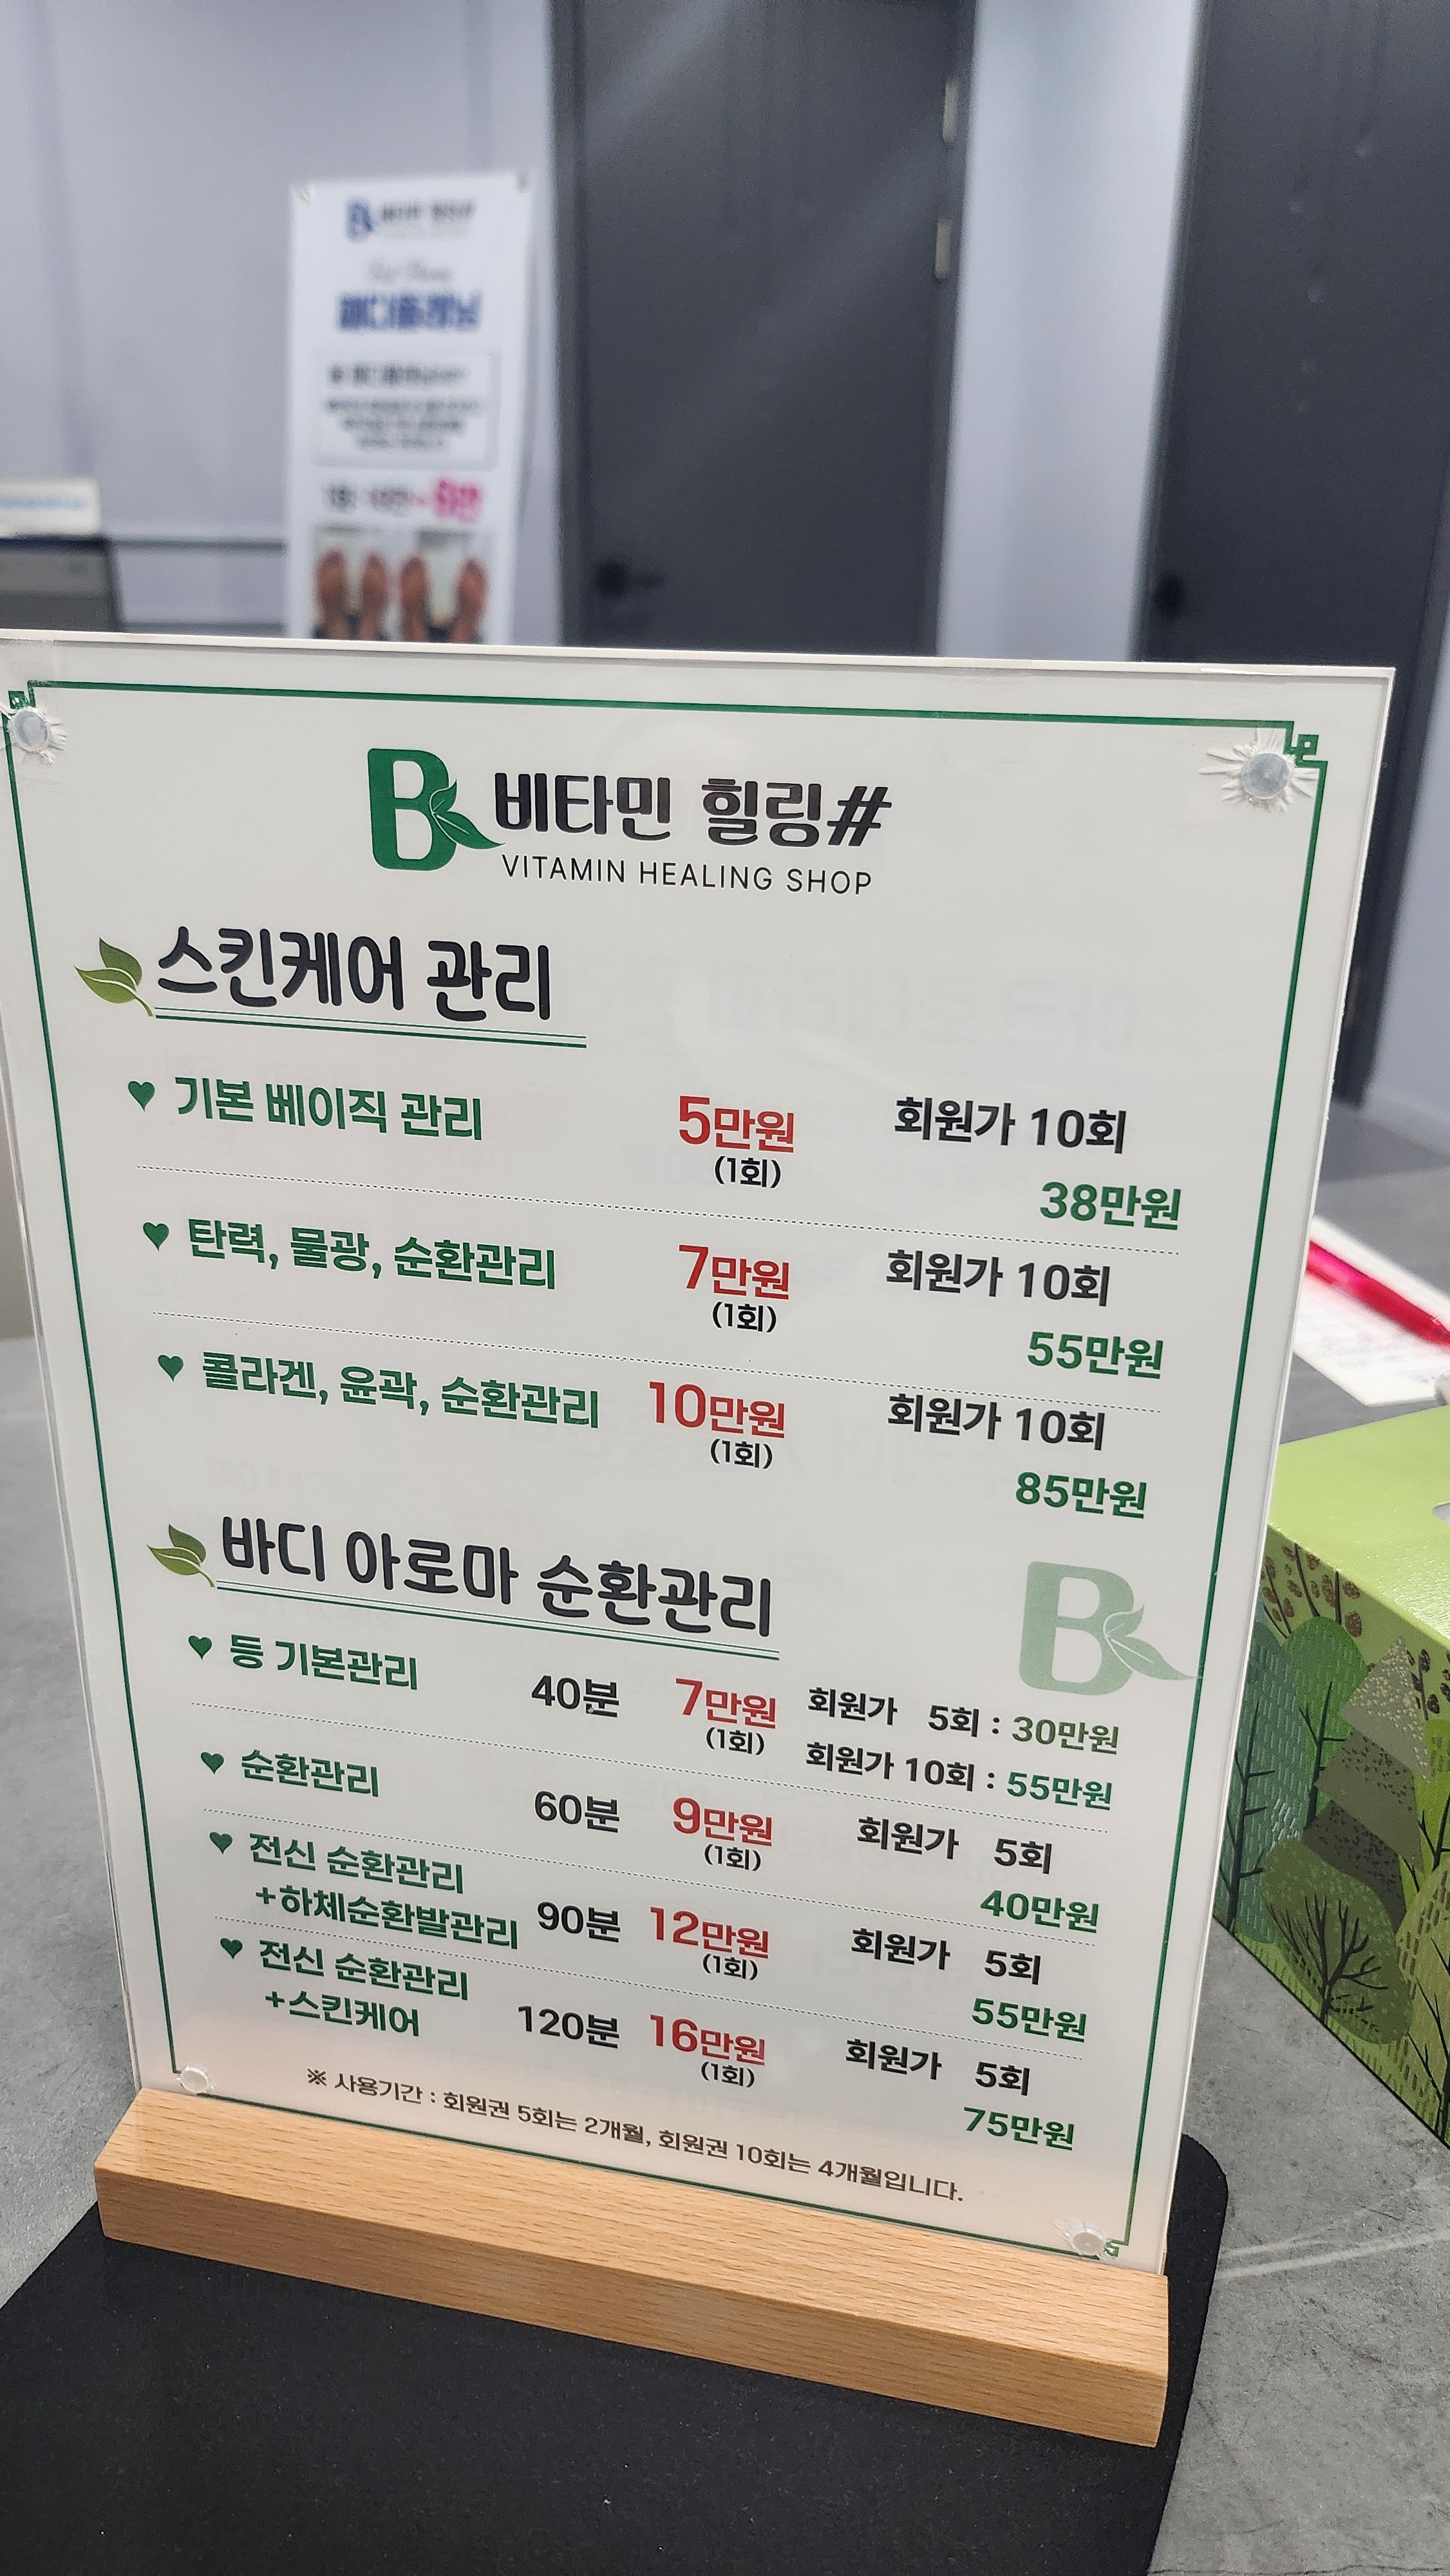 비타민 힐링#
VITAMIN HEALING SHOP
스킨케어 관리
♥ 기본 베이직 관리 5만원 회원가 10회
(1회)
38만원
♥ 탄력, 물광, 순환관리 7만원 회원가 10회
(1회)
55만원
♥ 콜라겐, 윤곽, 순환관리 10만원 회원가 10회
(1회)
85만원
바디 아로마 순환관리
♥ 등 기본관리 40분 7만원 회원가 5회 : 30만원
(1회)
회원가 10회 : 55만원
♥ 순환관리 60분 9만원 회원가 5회
(1회)
40만원
♥ 전신 순환관리
+하체순환발관리 90분 12만원 회원가 5회
(1회)
55만원
♥ 전신 순환관리
+스킨케어 120분 16만원 회원가 5회
(1회)
75만원
※ 사용기간 : 회원권 5회는 2개월, 회원권 10회는 4개월입니다.